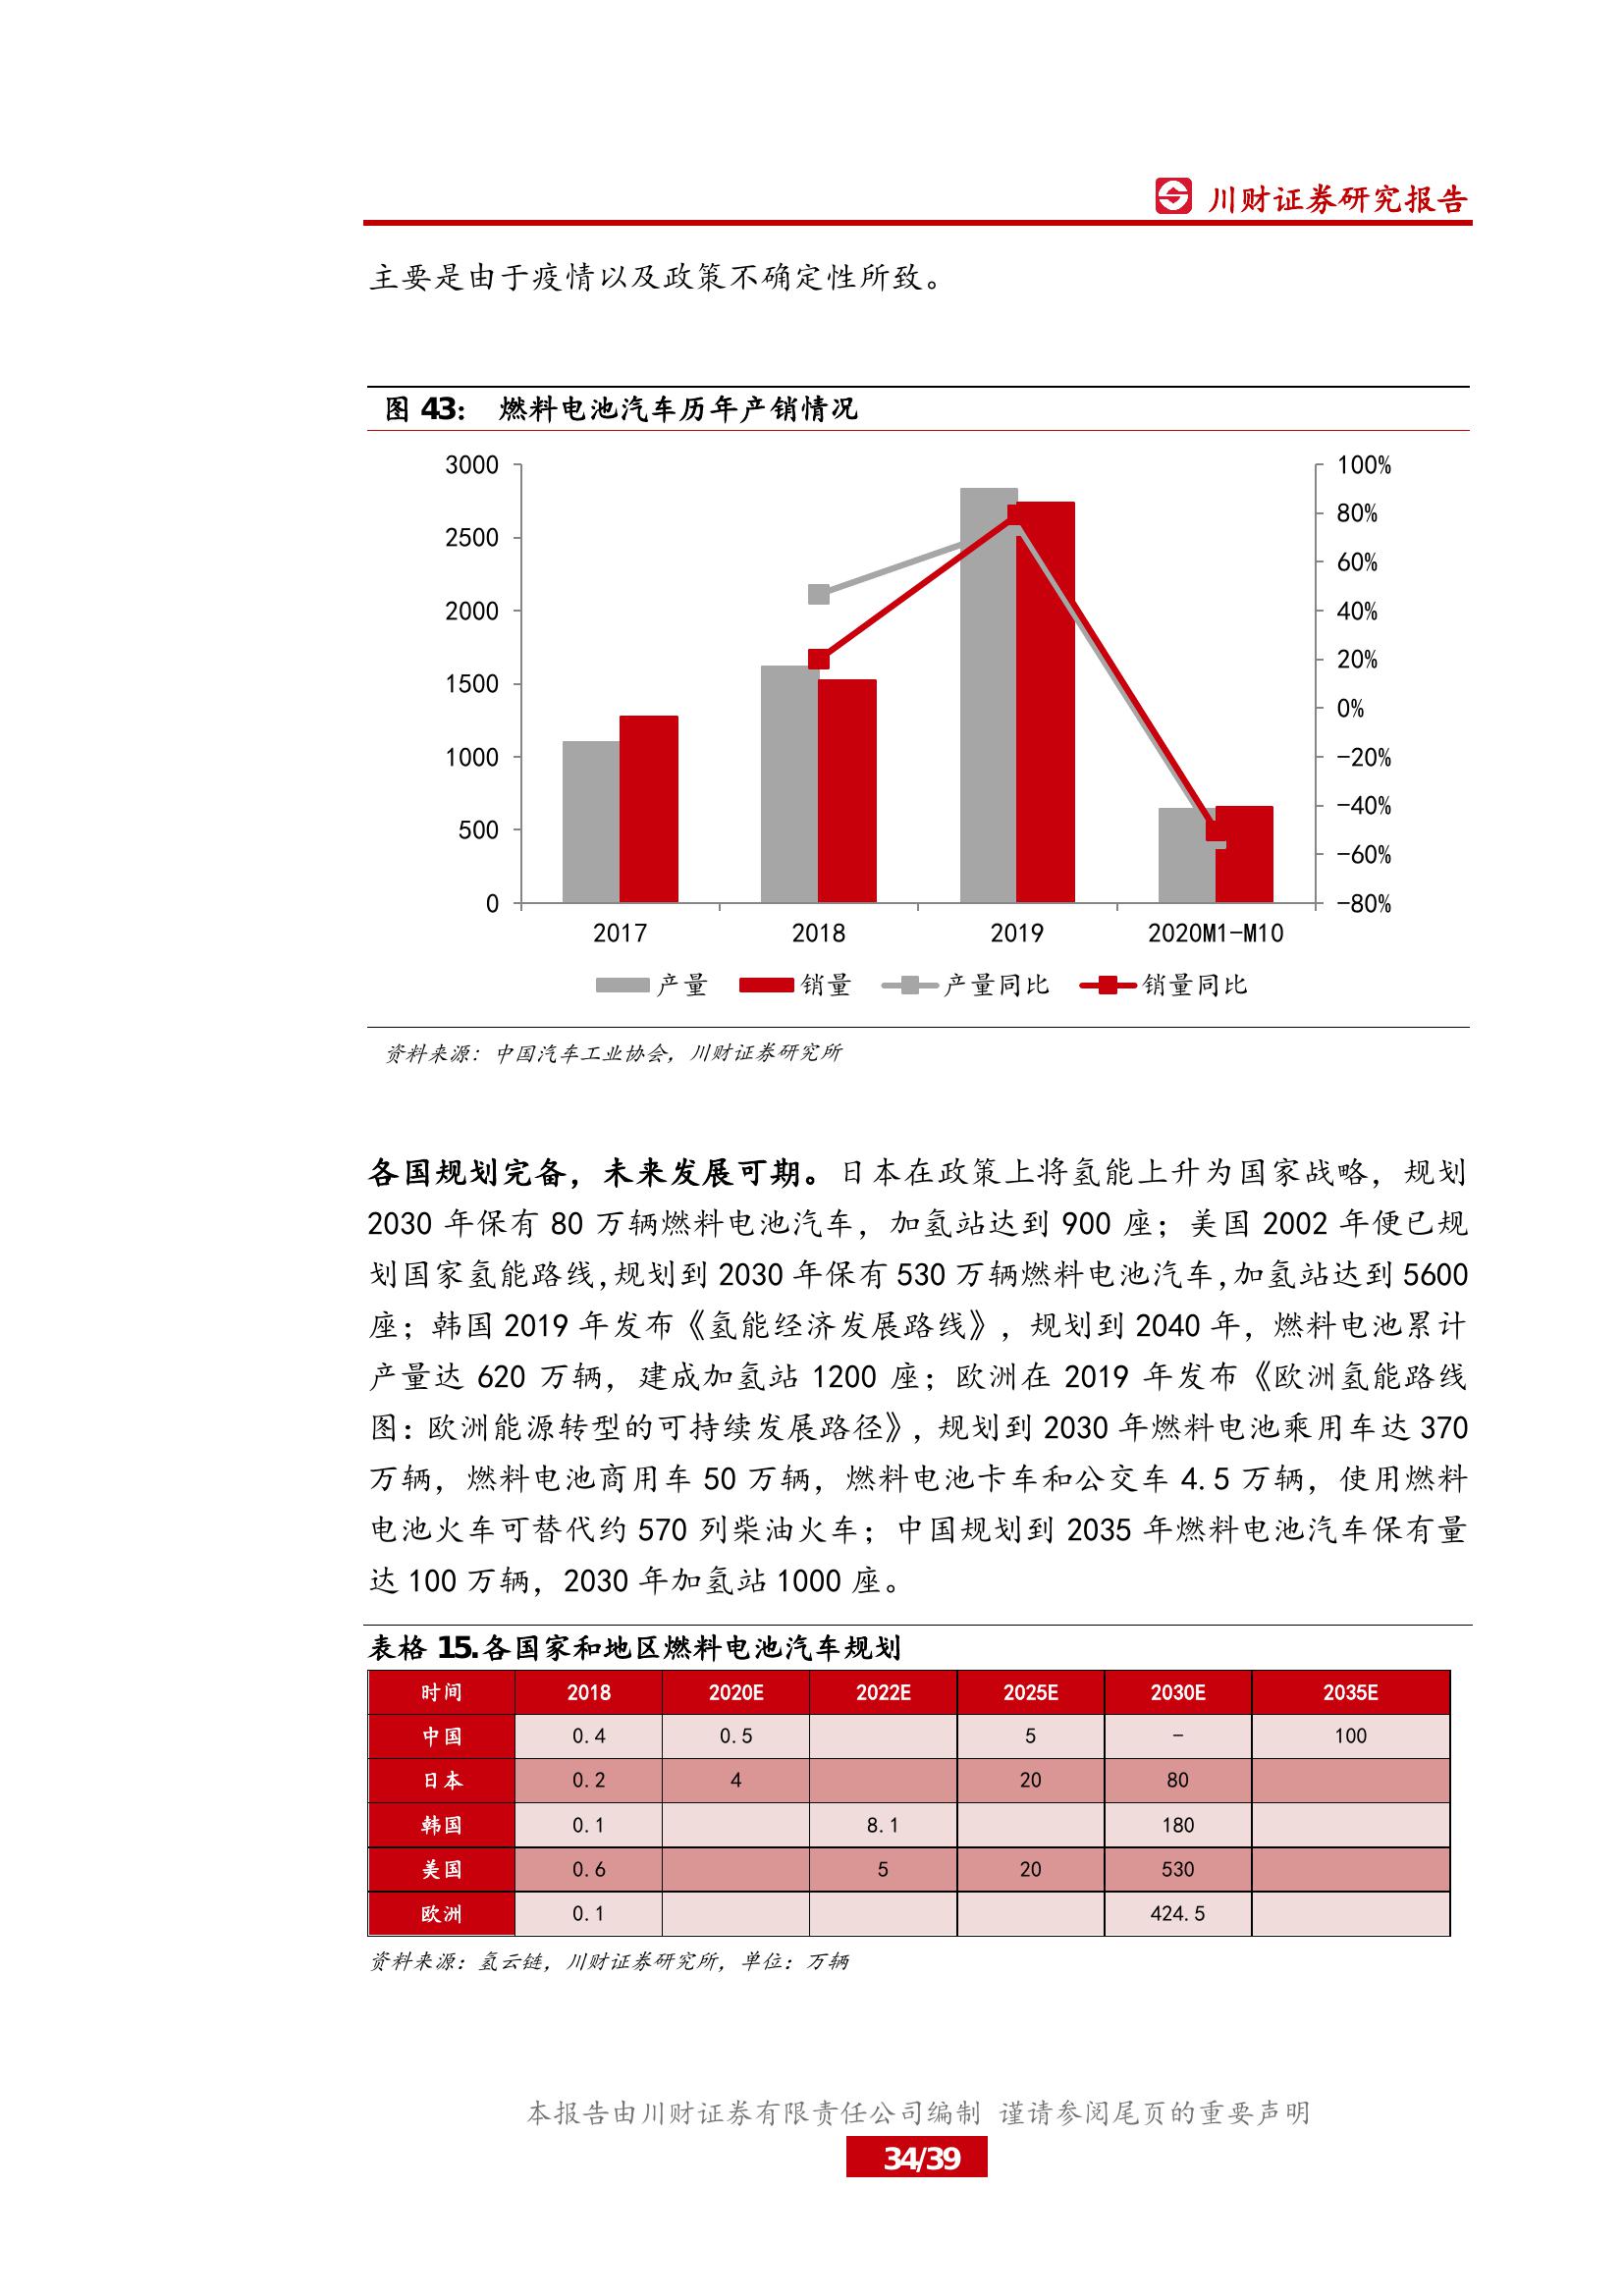 川财证券研究报告
主要是由于疫情以及政策不确定性所致。
图 43： 燃料电池汽车历年产销情况
3000
2500
2000
1500
1000
500
0
100%
80%
60%
40%
20%
0%
-20%
-40%
-60%
-80%
2017 2018 2019 2020M1-M10
产量 销量 产量同比 销量同比
资料来源：中国汽车工业协会，川财证券研究所
各国规划完备，未来发展可期。日本在政策上将氢能上升为国家战略，规划
2030 年保有 80 万辆燃料电池汽车，加氢站达到 900 座；美国 2002 年便已规
划国家氢能路线，规划到 2030 年保有 530 万辆燃料电池汽车，加氢站达到 5600
座；韩国 2019 年发布《氢能经济发展路线》，规划到 2040 年，燃料电池累计
产量达 620 万辆，建成加氢站 1200 座；欧洲在 2019 年发布《欧洲氢能路线
图：欧洲能源转型的可持续发展路径》，规划到 2030 年燃料电池乘用车达 370
万辆，燃料电池商用车 50 万辆，燃料电池卡车和公交车 4.5 万辆，使用燃料
电池火车可替代约 570 列柴油火车；中国规划到 2035 年燃料电池汽车保有量
达 100 万辆，2030 年加氢站 1000 座。
表格 15.各国家和地区燃料电池汽车规划
时间 2018 2020E 2022E 2025E 2030E 2035E
中国 0.4 0.5 5 - 100
日本 0.2 4 20 80
韩国 0.1 8.1 180
美国 0.6 5 20 530
欧洲 0.1 424.5
资料来源：氢云链，川财证券研究所，单位：万辆
本报告由川财证券有限责任公司编制 谨请参阅尾页的重要声明
34/39